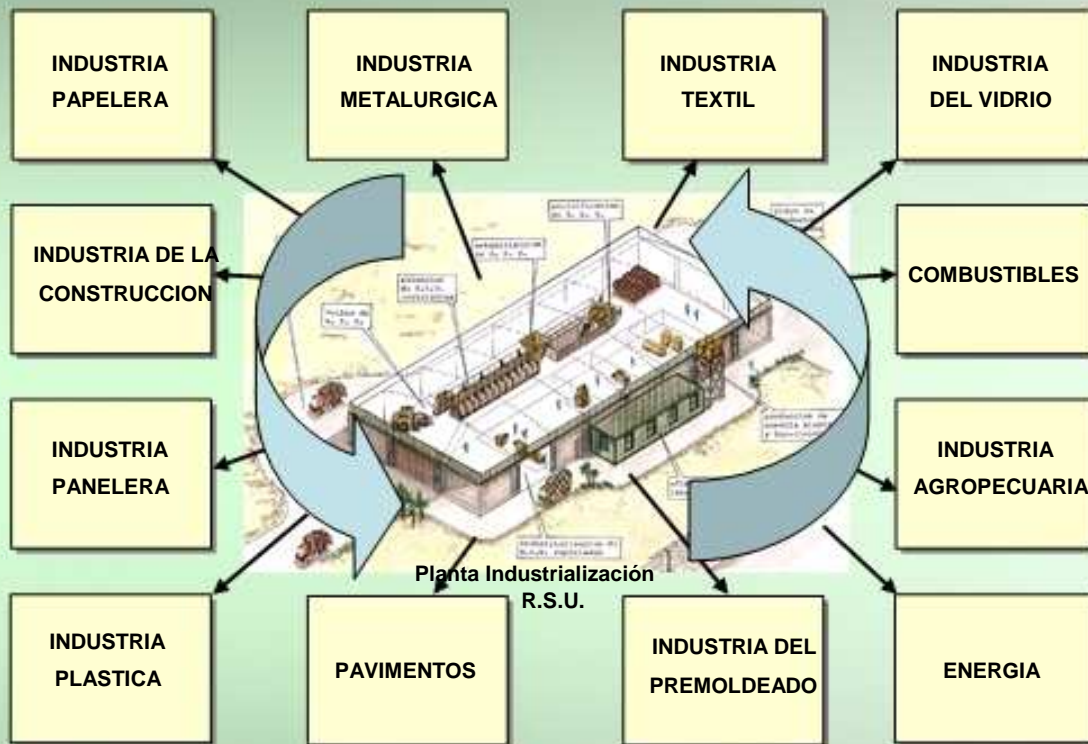 INDUSTRIA
PAPELERA
INDUSTRIA
METALURGICA
INDUSTRIA
TEXTIL
INDUSTRIA
DEL VIDRIO
INDUSTRIA DE LA
CONSTRUCCION
COMBUSTIBLES
INDUSTRIA
PANELERA
INDUSTRIA
AGROPECUARIA
Planta Industrialización
R.S.U.
INDUSTRIA
PLASTICA
PAVIMENTOS
INDUSTRIA DEL
PREMOLDEADO
ENERGIA